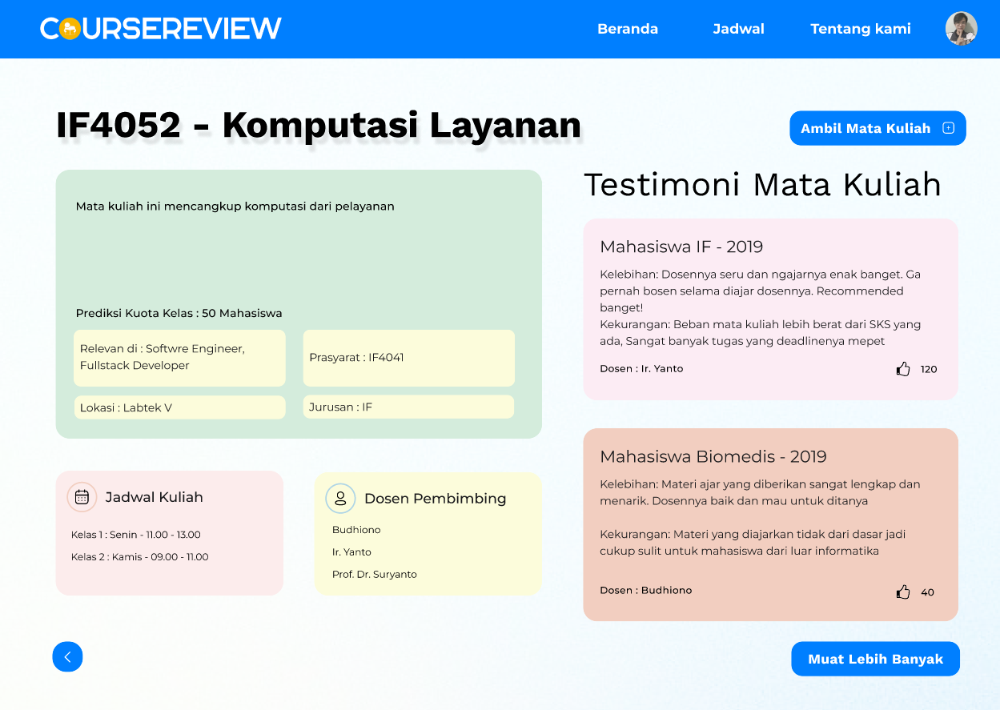 COURSEREVIEW
Beranda
Jadwal
Tentang kami
IF4052 - Komputasi Layanan
Ambil Mata Kuliah
Mata kuliah ini mencangkup komputasi dari pelayanan
Prediksi Kuota Kelas : 50 Mahasiswa
Relevan di : Softwre Engineer,
Fullstack Developer
Prasyarat : IF4041
Lokasi : Labtek V
Jurusan : IF
Jadwal Kuliah
Kelas 1 : Senin - 11.00 - 13.00
Kelas 2 : Kamis - 09.00 - 11.00
Dosen Pembimbing
Budhiono
Ir. Yanto
Prof. Dr. Suryanto
Testimoni Mata Kuliah
Mahasiswa IF - 2019
Kelebihan: Dosennya seru dan ngajarnya enak banget. Ga
pernah bosen selama diajar dosennya. Recommended
banget!
Kekurangan: Beban mata kuliah lebih berat dari SKS yang
ada, Sangat banyak tugas yang deadlinenya mepet
Dosen : Ir. Yanto
120
Mahasiswa Biomedis - 2019
Kelebihan: Materi ajar yang diberikan sangat lengkap dan
menarik. Dosennya baik dan mau untuk ditanya
Kekurangan: Materi yang diajarkan tidak dari dasar jadi
cukup sulit untuk mahasiswa dari luar informatika
Dosen : Budhiono
40
Muat Lebih Banyak